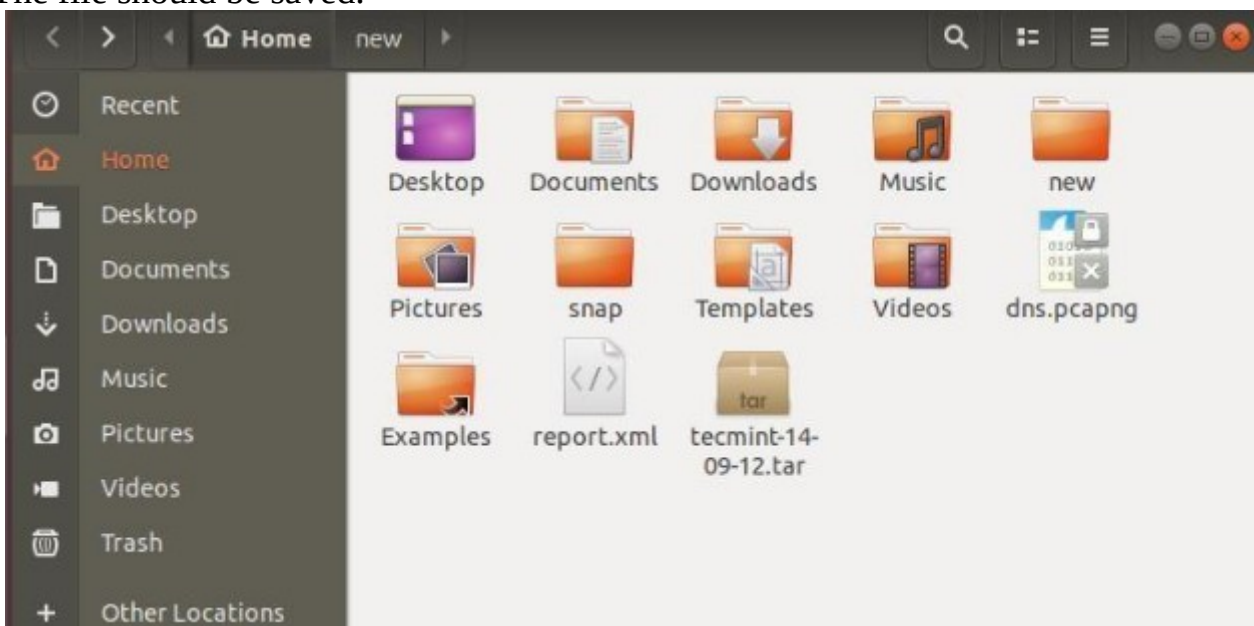 The file should be saved.
Home new
Recent
Home
Desktop
Documents
Downloads
Music
Pictures
Videos
Trash
Other Locations
Desktop Documents Downloads Music new
Pictures snap Templates Videos dns.pcapng
tar
Examples report.xml tecmint-14-
09-12.tar